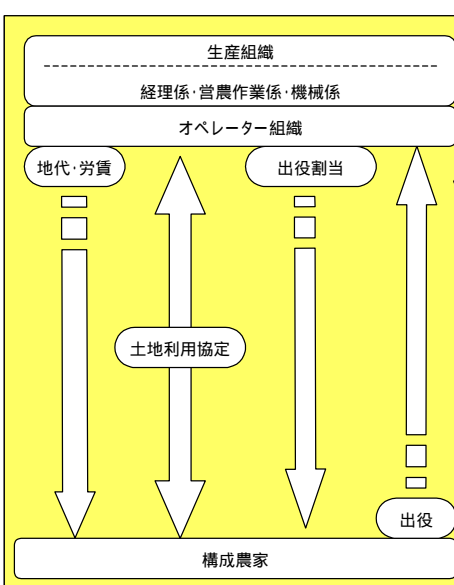 生産組織
経理係･営農作業係･機械係
オペレーター組織
地代･労賃
出役割当
土地利用協定
出役
構成農家